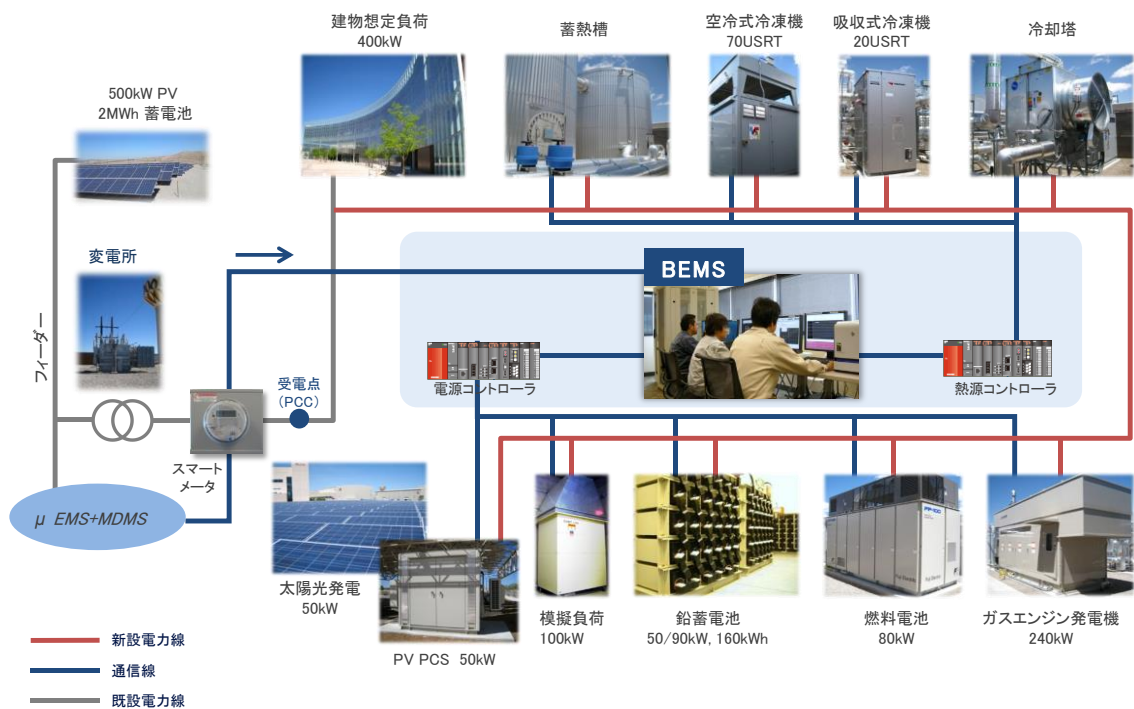 建物想定負荷
400kW
蓄熱槽
空冷式冷凍機
70USRT
吸収式冷凍機
20USRT
冷却塔
500kW PV
2MWh 蓄電池
変電所
フィーダー
BEMS
受電点
(PCC)
電源コントローラ
熱源コントローラ
スマート
メータ
μ EMS+MDMS
太陽光発電
50kW
PV PCS 50kW
模擬負荷
100kW
鉛蓄電池
50/90kW, 160kWh
FP-100
Fuji Electric
燃料電池
80kW
ガスエンジン発電機
240kW
新設電力線
通信線
既設電力線